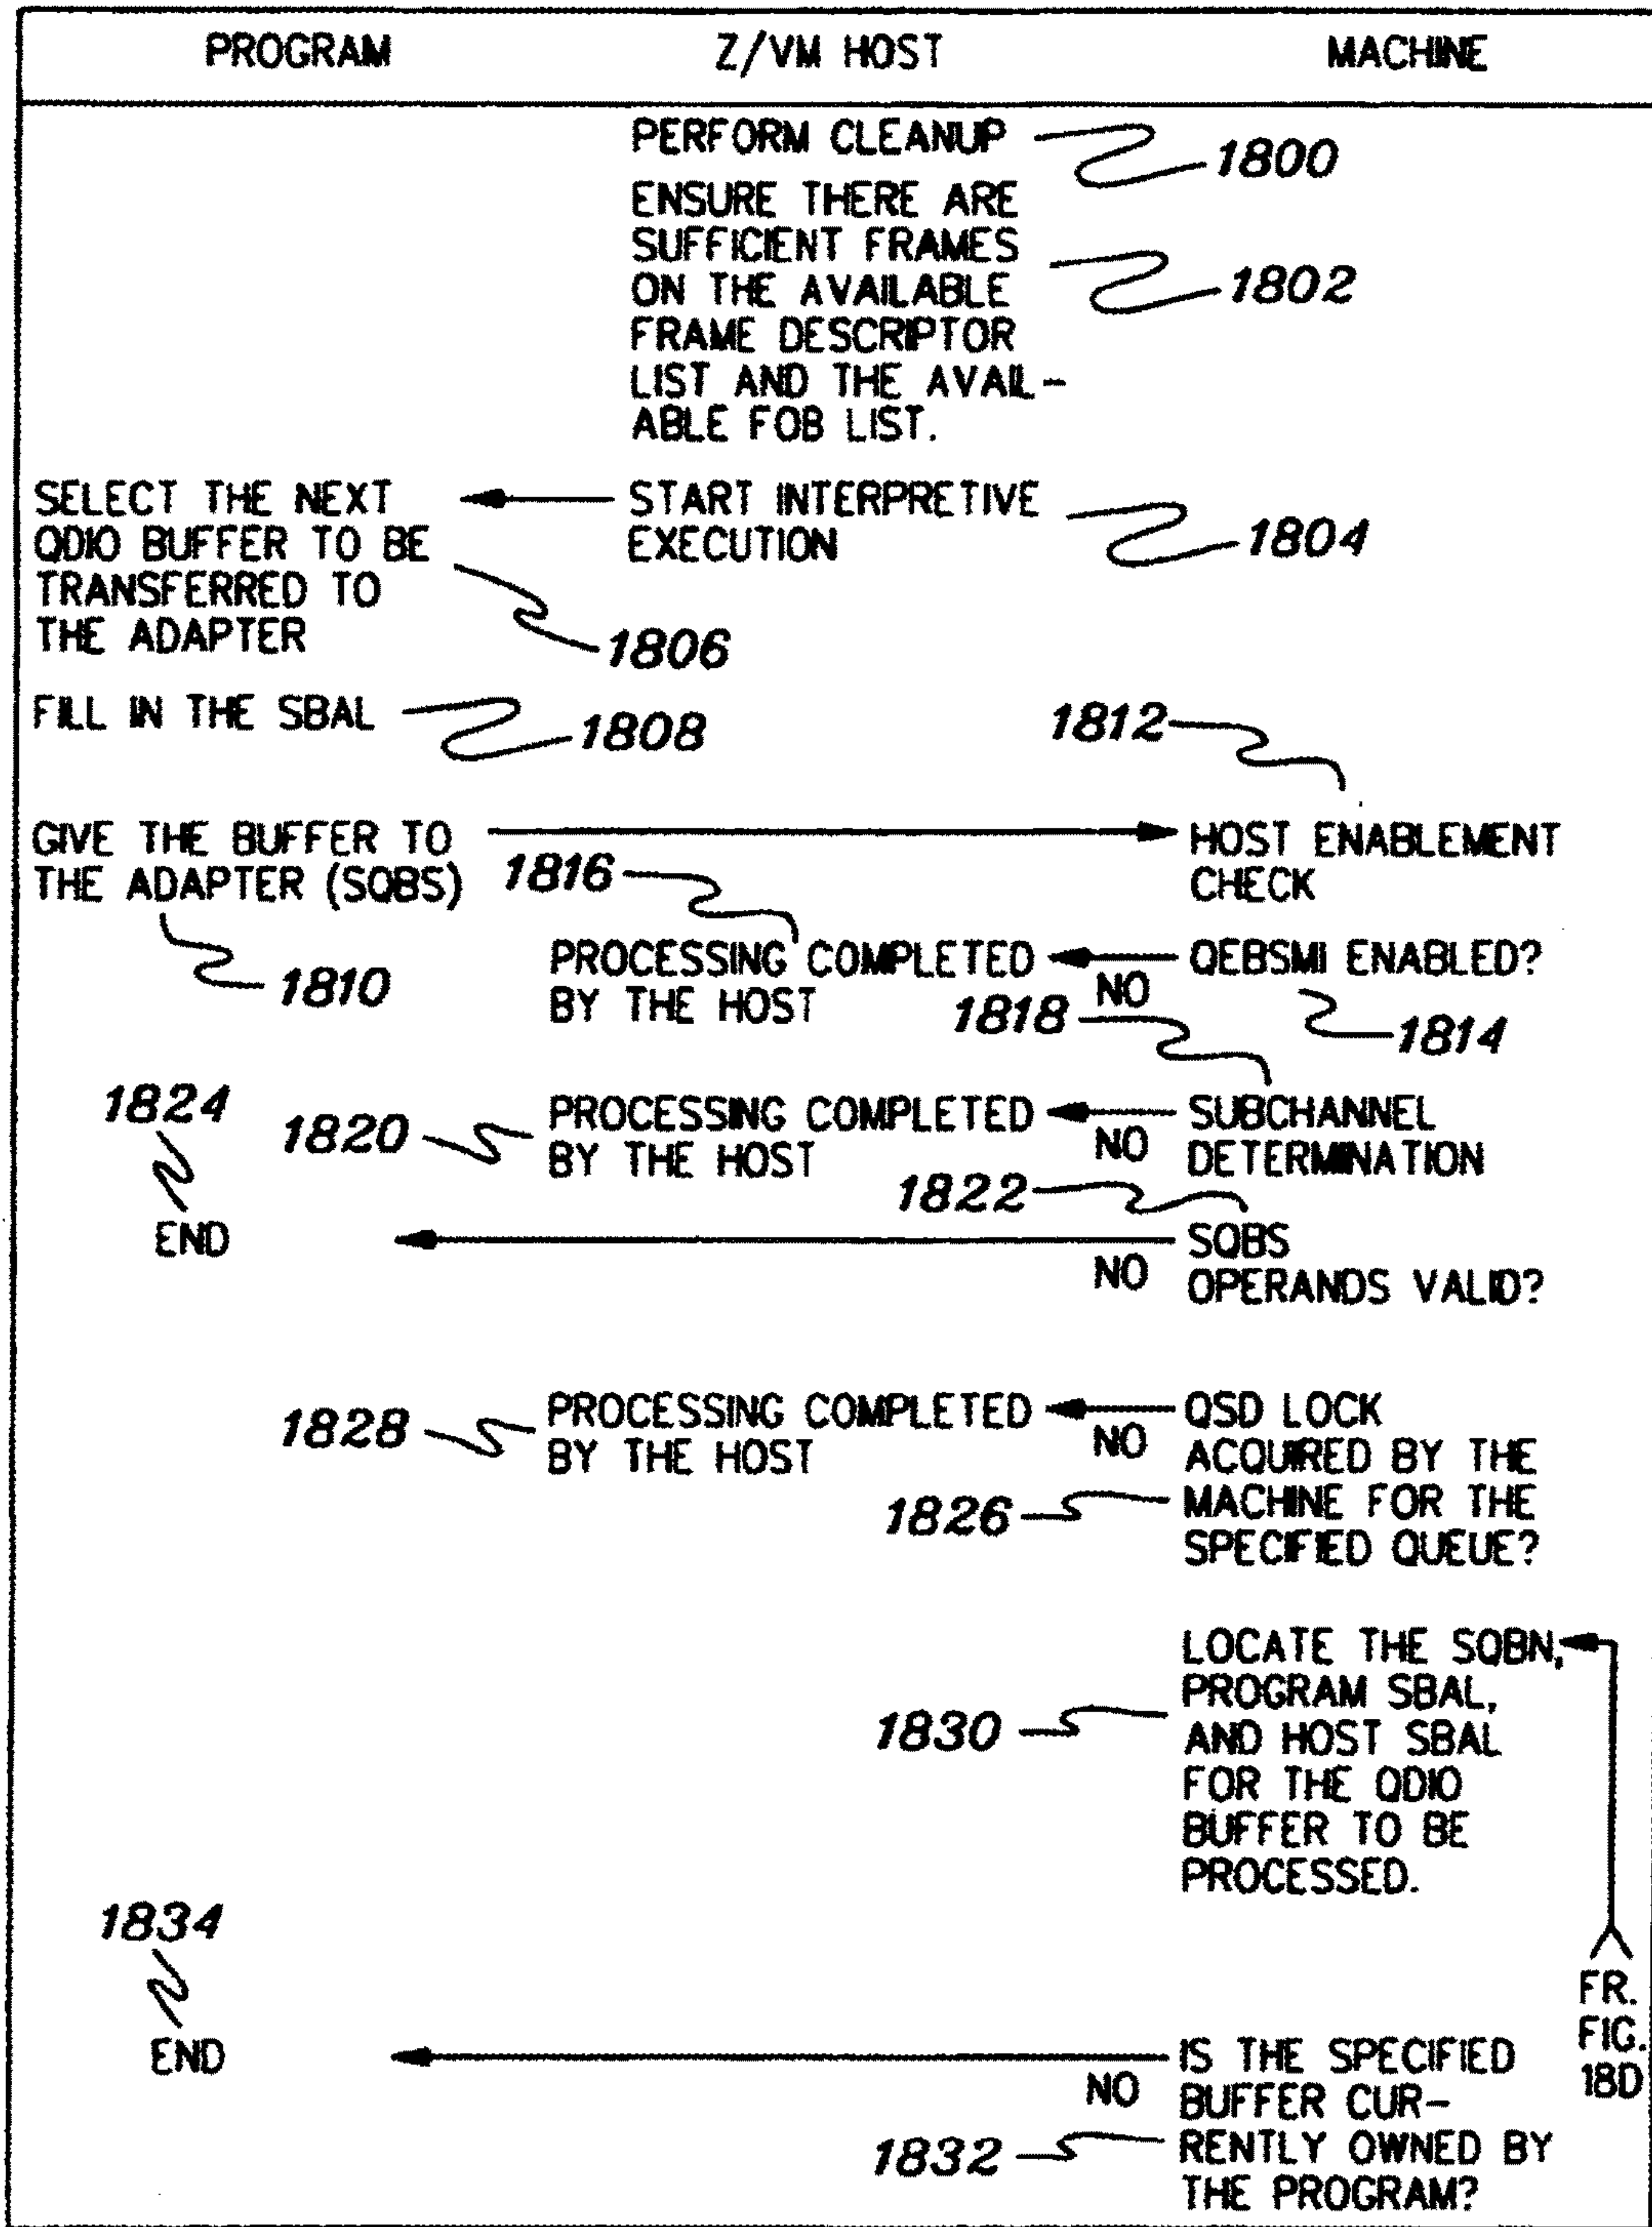 PROGRAM Z/VM HOST MACHINE
PERFORM CLEANUP 1800
ENSURE THERE ARE
SUFFICIENT FRAMES
ON THE AVAILABLE 1802
FRAME DESCRIPTOR
LIST AND THE AVAIL-
ABLE FOB LIST.
SELECT THE NEXT
QDIO BUFFER TO BE
TRANSFERRED TO
THE ADAPTER
1806
START INTERPRETIVE
EXECUTION
1804
FILL IN THE SBAL 1808
1812
GIVE THE BUFFER TO
THE ADAPTER (SQBS)
1810
HOST ENABLEMENT
CHECK
1816
PROCESSING COMPLETED
BY THE HOST
NO
QEBSMI ENABLED?
1814
1818
1824
END
1820
PROCESSING COMPLETED
BY THE HOST
NO
SUBCHANNEL
DETERMINATION
1822
NO
SQBS
OPERANDS VALID?
1828
PROCESSING COMPLETED
BY THE HOST
NO
QSD LOCK
ACQUIRED BY THE
MACHINE FOR THE
SPECIFIED QUEUE?
1826
LOCATE THE SQBN,
PROGRAM SBAL,
AND HOST SBAL
FOR THE QDIO
BUFFER TO BE
PROCESSED.
1830
FR.
FIG.
18D
1834
END
NO
IS THE SPECIFIED
BUFFER CUR-
RENTLY OWNED BY
THE PROGRAM?
1832